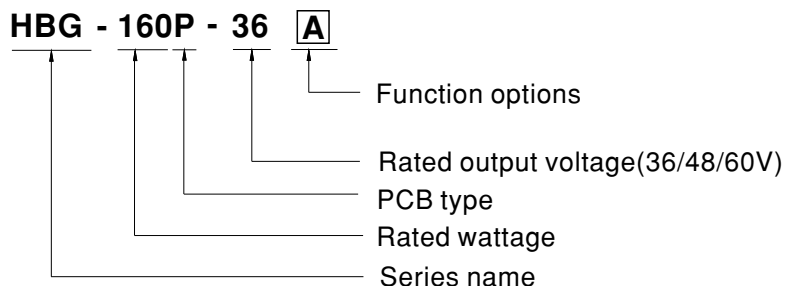 HBG - 160P - 36 A
Function options
Rated output voltage(36/48/60V)
PCB type
Rated wattage
Series name